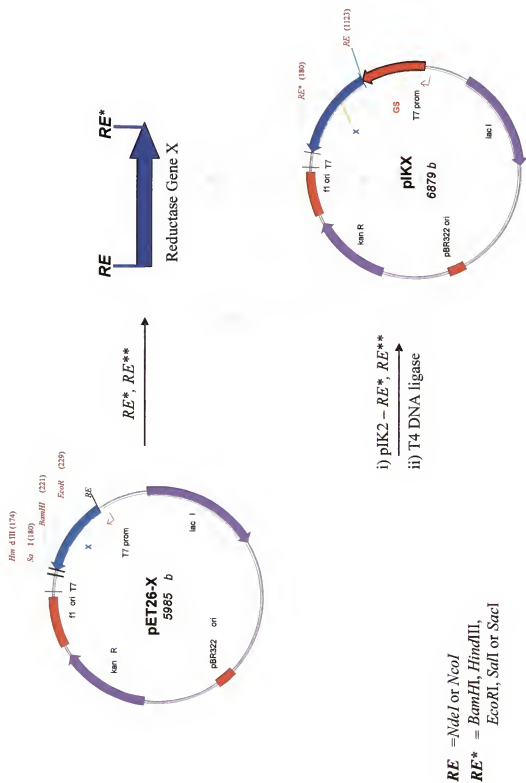 Hin d III (174)
Sa I (180)
BamHI (221)
EcoR (229)
RE
X
T7 prom
f1 ori T7
kan R
lac I
pBR322 ori
pET26-X
5985 b
RE*, RE**
RE
RE*
Reductase Gene X
i) pIK2 – RE*, RE**
ii) T4 DNA ligase
RE* (180)
RE (1123)
X
GS
T7 prom
f1 ori T7
kan R
lac I
pBR322 ori
pIKX
6879 b
RE =NdeI or NcoI
RE* = BamHI, HindIII,
EcoRI, SalI or SacI